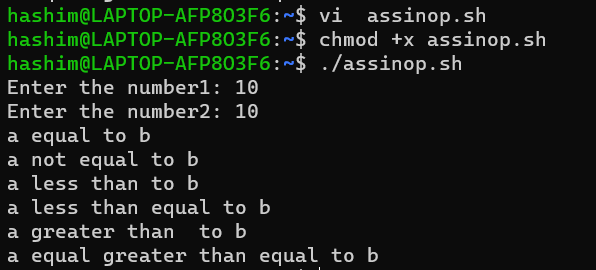 hashim@LAPTOP-AFP8O3F6:~$ vi  assinop.sh
hashim@LAPTOP-AFP8O3F6:~$ chmod +x assinop.sh
hashim@LAPTOP-AFP8O3F6:~$ ./assinop.sh
Enter the number1: 10
Enter the number2: 10
a equal to b
a not equal to b
a less than to b
a less than equal to b
a greater than  to b
a equal greater than equal to b